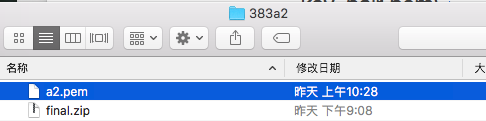 383a2
名称
修改日期
大
a2.pem
昨天 上午10:28
final.zip
昨天 下午9:08